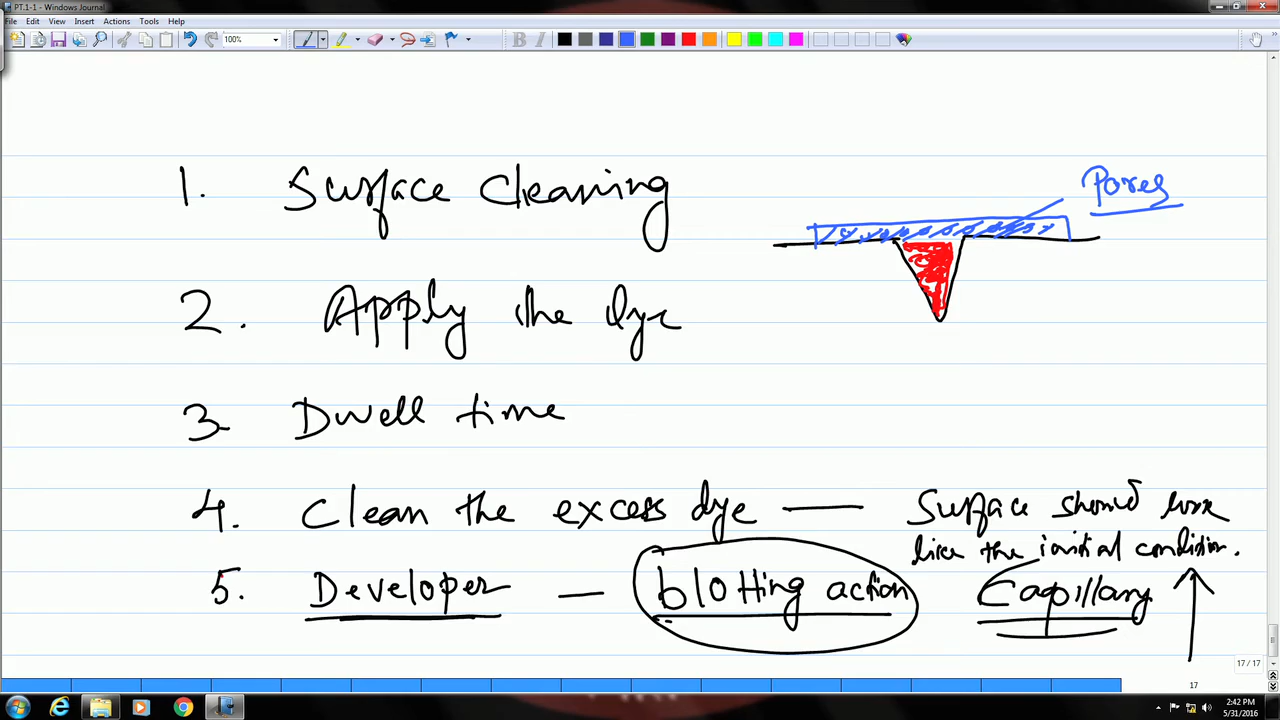 PT.1-1 - Windows Journal
File Edit View Insert Actions Tools Help
100%
1. Surface Cleaning
Pores
2. Apply the dye
3. Dwell time
4. Clean the excess dye — Surface should look
like the initial condition.
5. Developer — blotting action Capillary
17 / 17
17
2:42 PM
5/31/2016